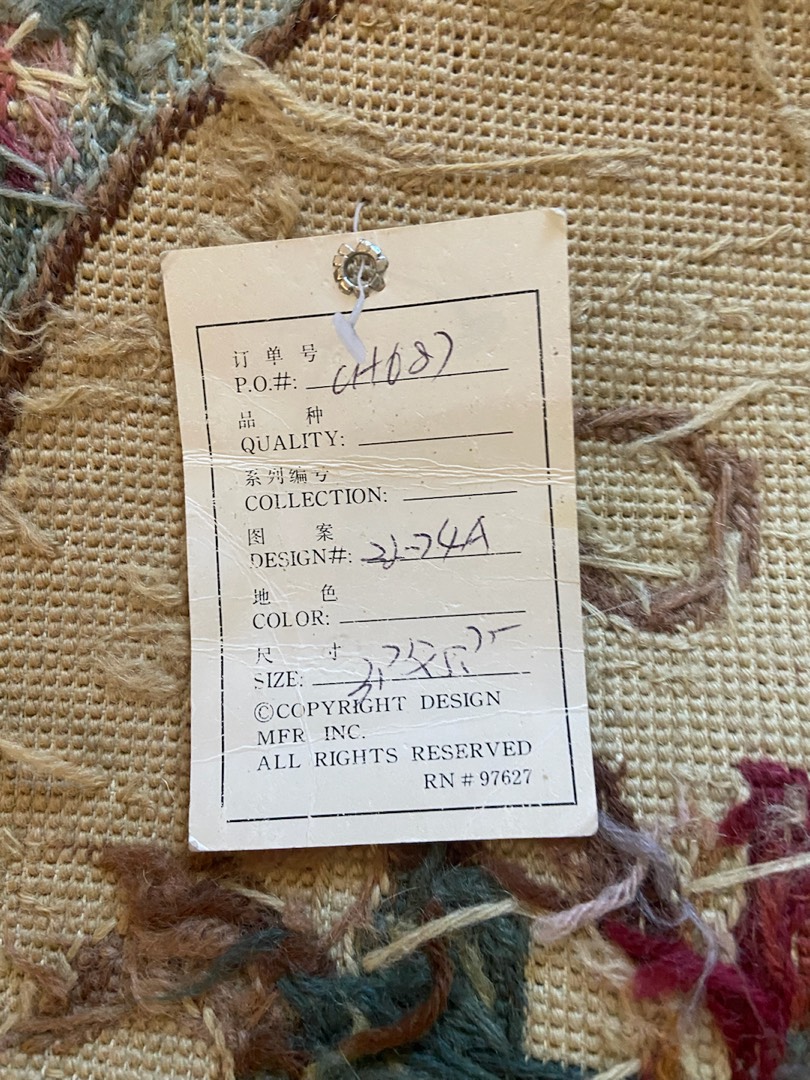 订单号
P.O.#: CH087
品种
QUALITY:
系列编号
COLLECTION:
图案
DESIGN#:
地色
COLOR:
尺寸
SIZE:
©COPYRIGHT DESIGN
MFR INC.
ALL RIGHTS RESERVED
RN # 97627